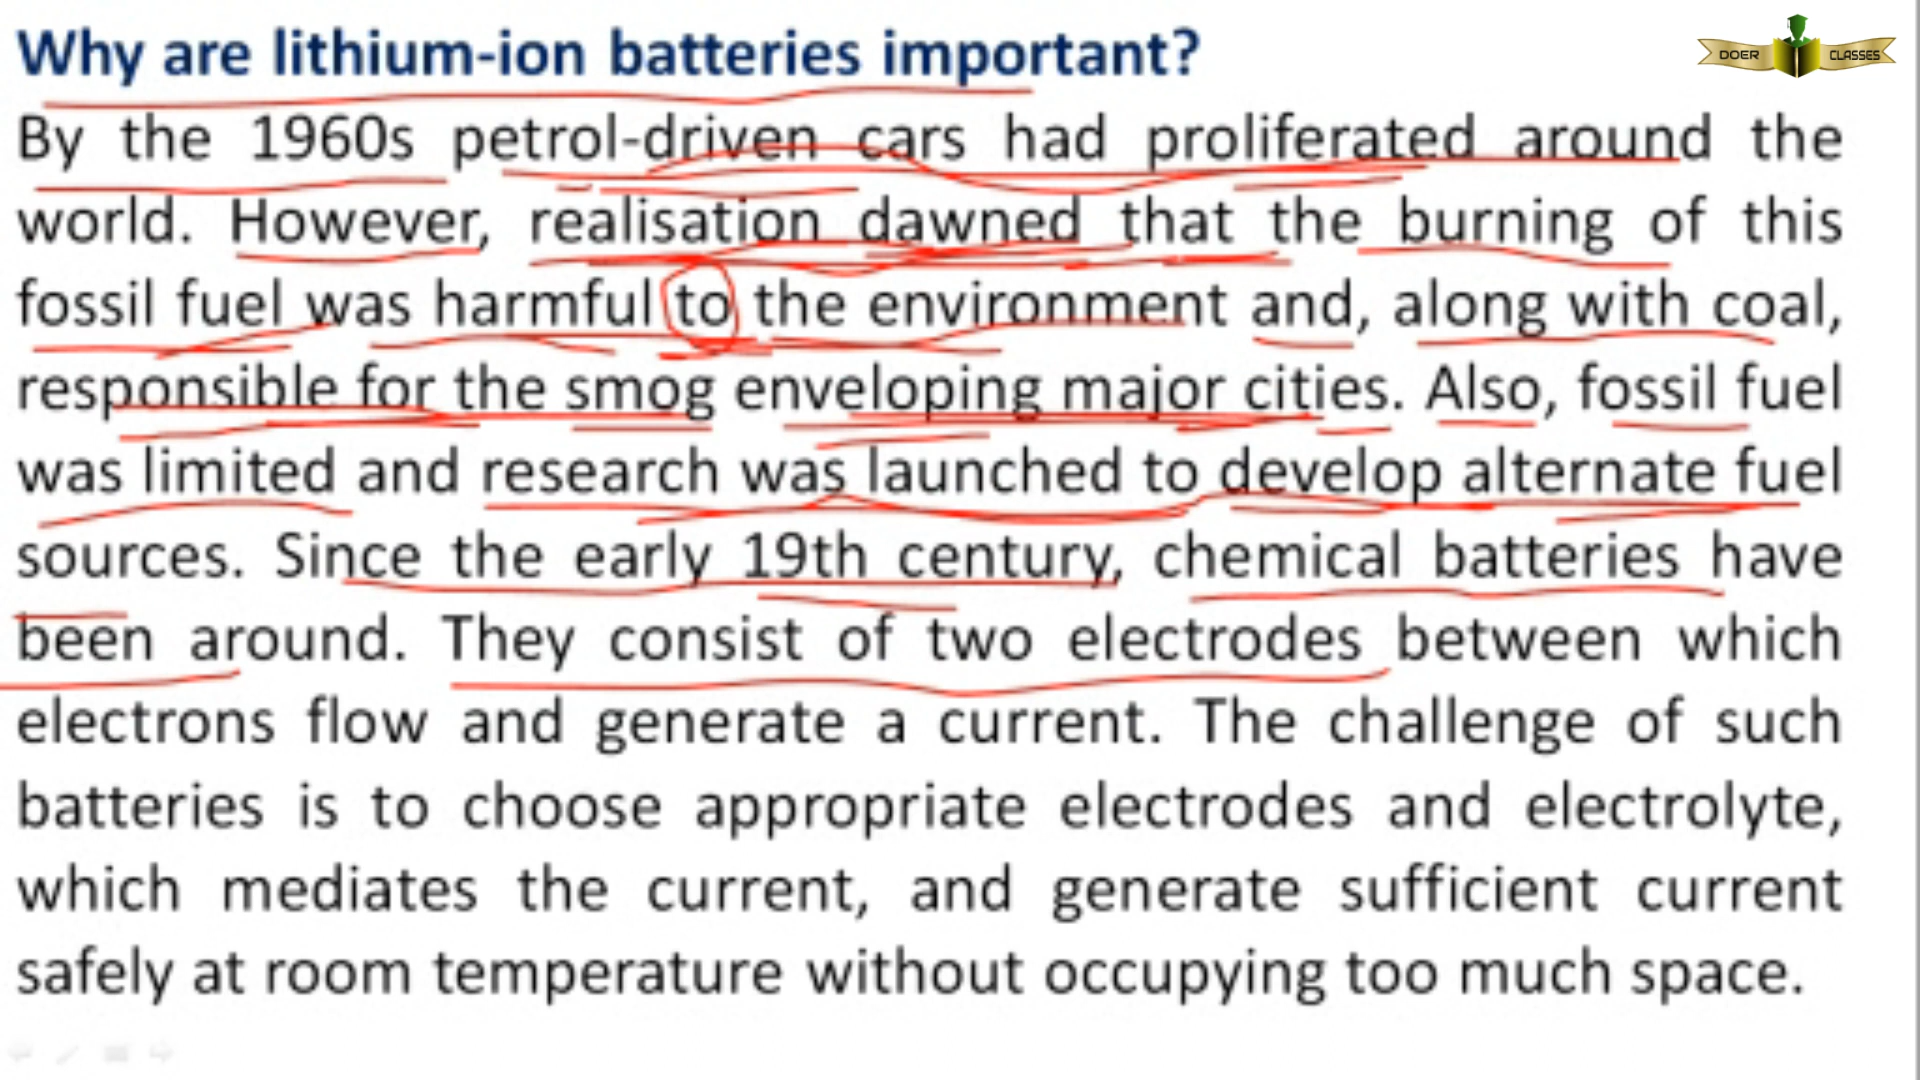 Why are lithium-ion batteries important?
DOER CLASSES
By the 1960s petrol-driven cars had proliferated around the
world. However, realisation dawned that the burning of this
fossil fuel was harmful to the environment and, along with coal,
responsible for the smog enveloping major cities. Also, fossil fuel
was limited and research was launched to develop alternate fuel
sources. Since the early 19th century, chemical batteries have
been around. They consist of two electrodes between which
electrons flow and generate a current. The challenge of such
batteries is to choose appropriate electrodes and electrolyte,
which mediates the current, and generate sufficient current
safely at room temperature without occupying too much space.